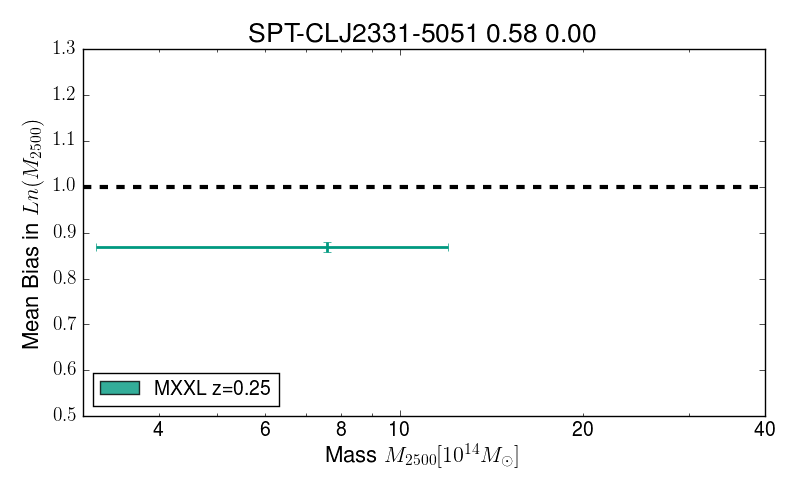 SPT-CLJ2331-5051 0.58 0.00
1.3
1.2
1.1
1.0
0.9
0.8
0.7
0.6
0.5
Mean Bias in Ln(M₂₅₀₀)
MXXL z=0.25
4 6 8 10 20 40
Mass M₂₅₀₀[10¹⁴M☉]